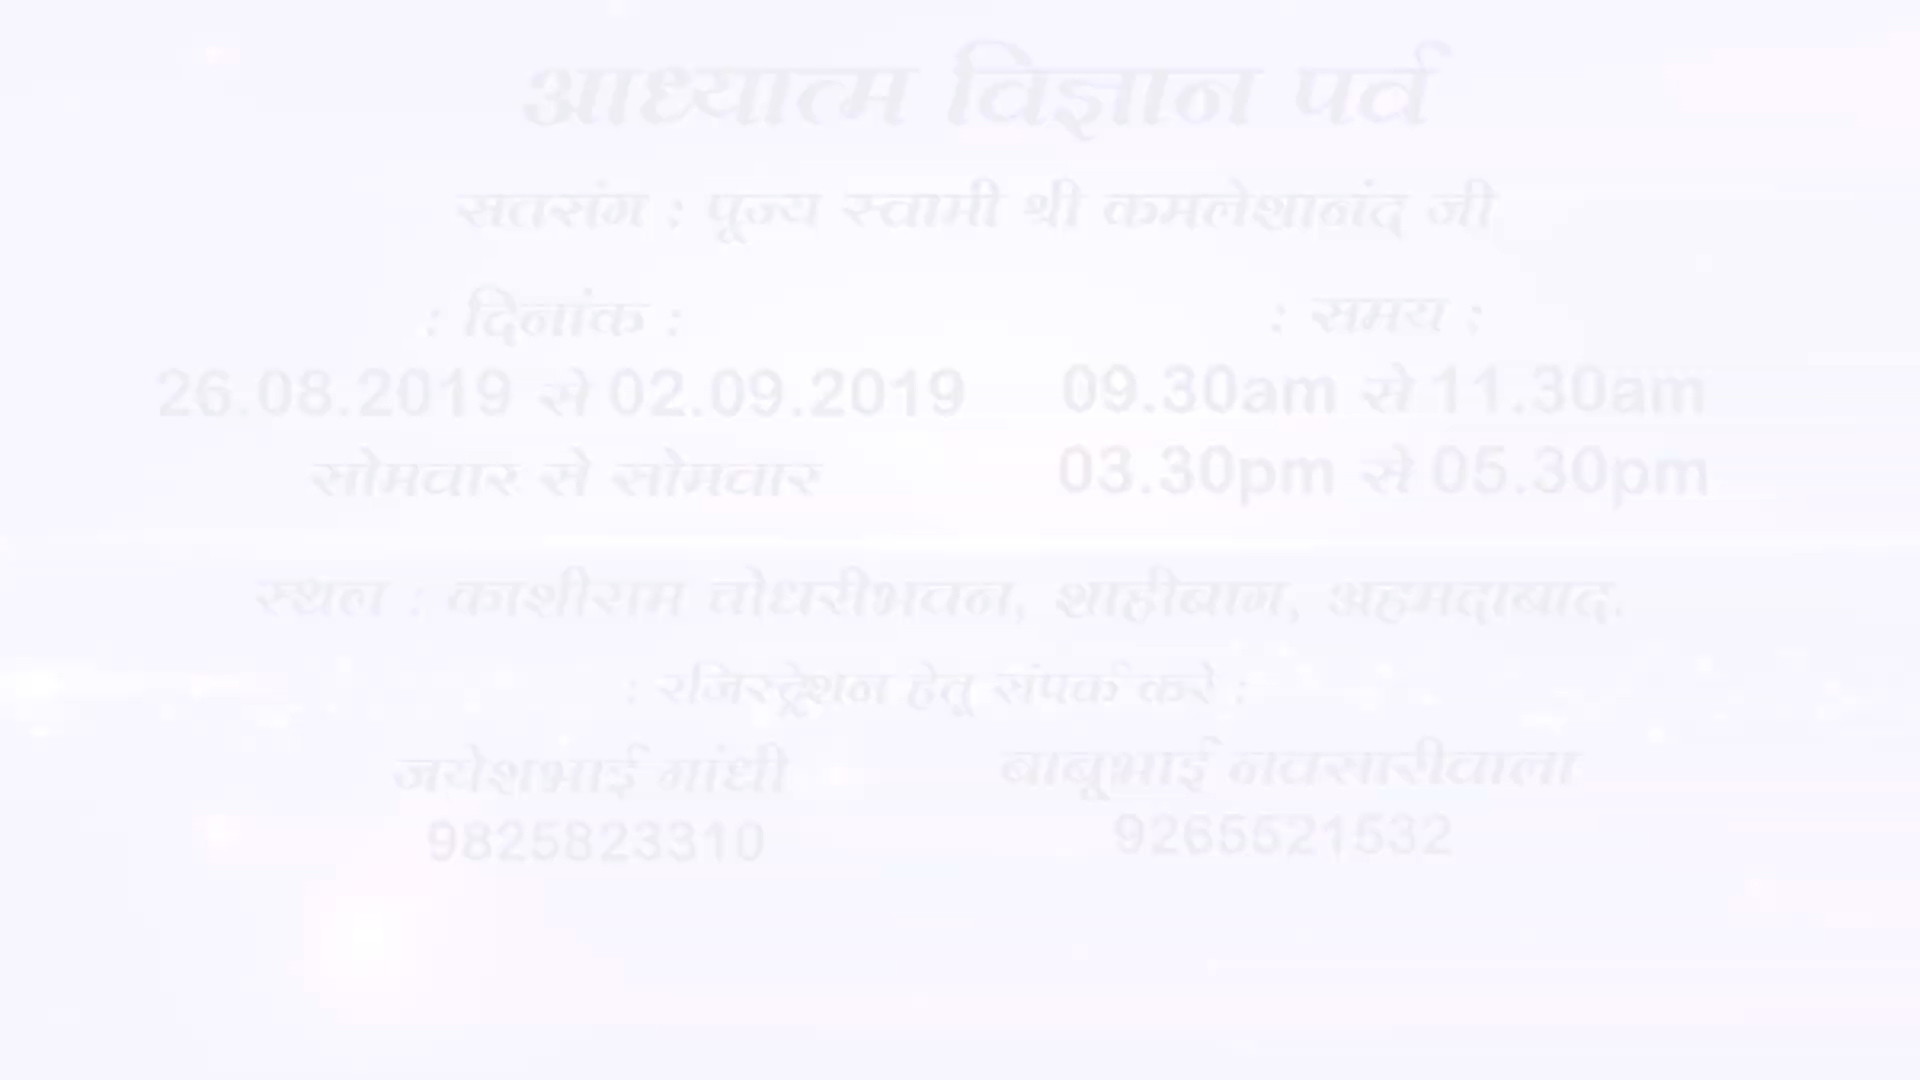 आध्यात्म विज्ञान पर्व
सतसंग : पूज्य स्वामी श्री कमलेशानंद जी
: दिनांक :
: समय :
26.08.2019 से 02.09.2019
09.30am से 11.30am
सोमवार से सोमवार
03.30pm से 05.30pm
स्थल : काशीराम चोधरीभवन, शाहीबाग, अहमदाबाद.
: रजिस्ट्रेशन हेतू संपर्क करे :
जयेशभाई गांधी
बाबूभाई नवसारीवाला
9825823310
9265521532